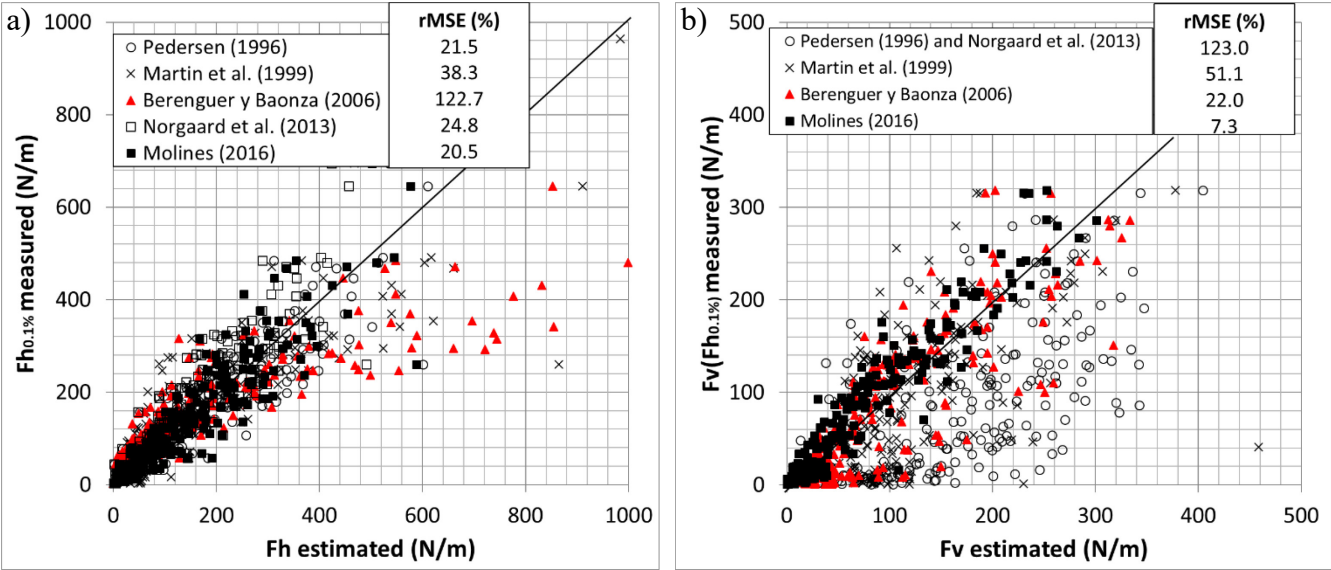 a)
rMSE (%)
○ Pedersen (1996) 21.5
× Martin et al. (1999) 38.3
▲ Berenguer y Baonza (2006) 122.7
□ Norgaard et al. (2013) 24.8
■ Molines (2016) 20.5
1000
800
600
400
200
0
Fh0.1% measured (N/m)
0 200 400 600 800 1000
Fh estimated (N/m)
b)
rMSE (%)
○ Pedersen (1996) and Norgaard et al. (2013) 123.0
× Martin et al. (1999) 51.1
▲ Berenguer y Baonza (2006) 22.0
■ Molines (2016) 7.3
500
400
300
200
100
0
Fv(Fh0.1%) measured (N/m)
0 100 200 300 400 500
Fv estimated (N/m)